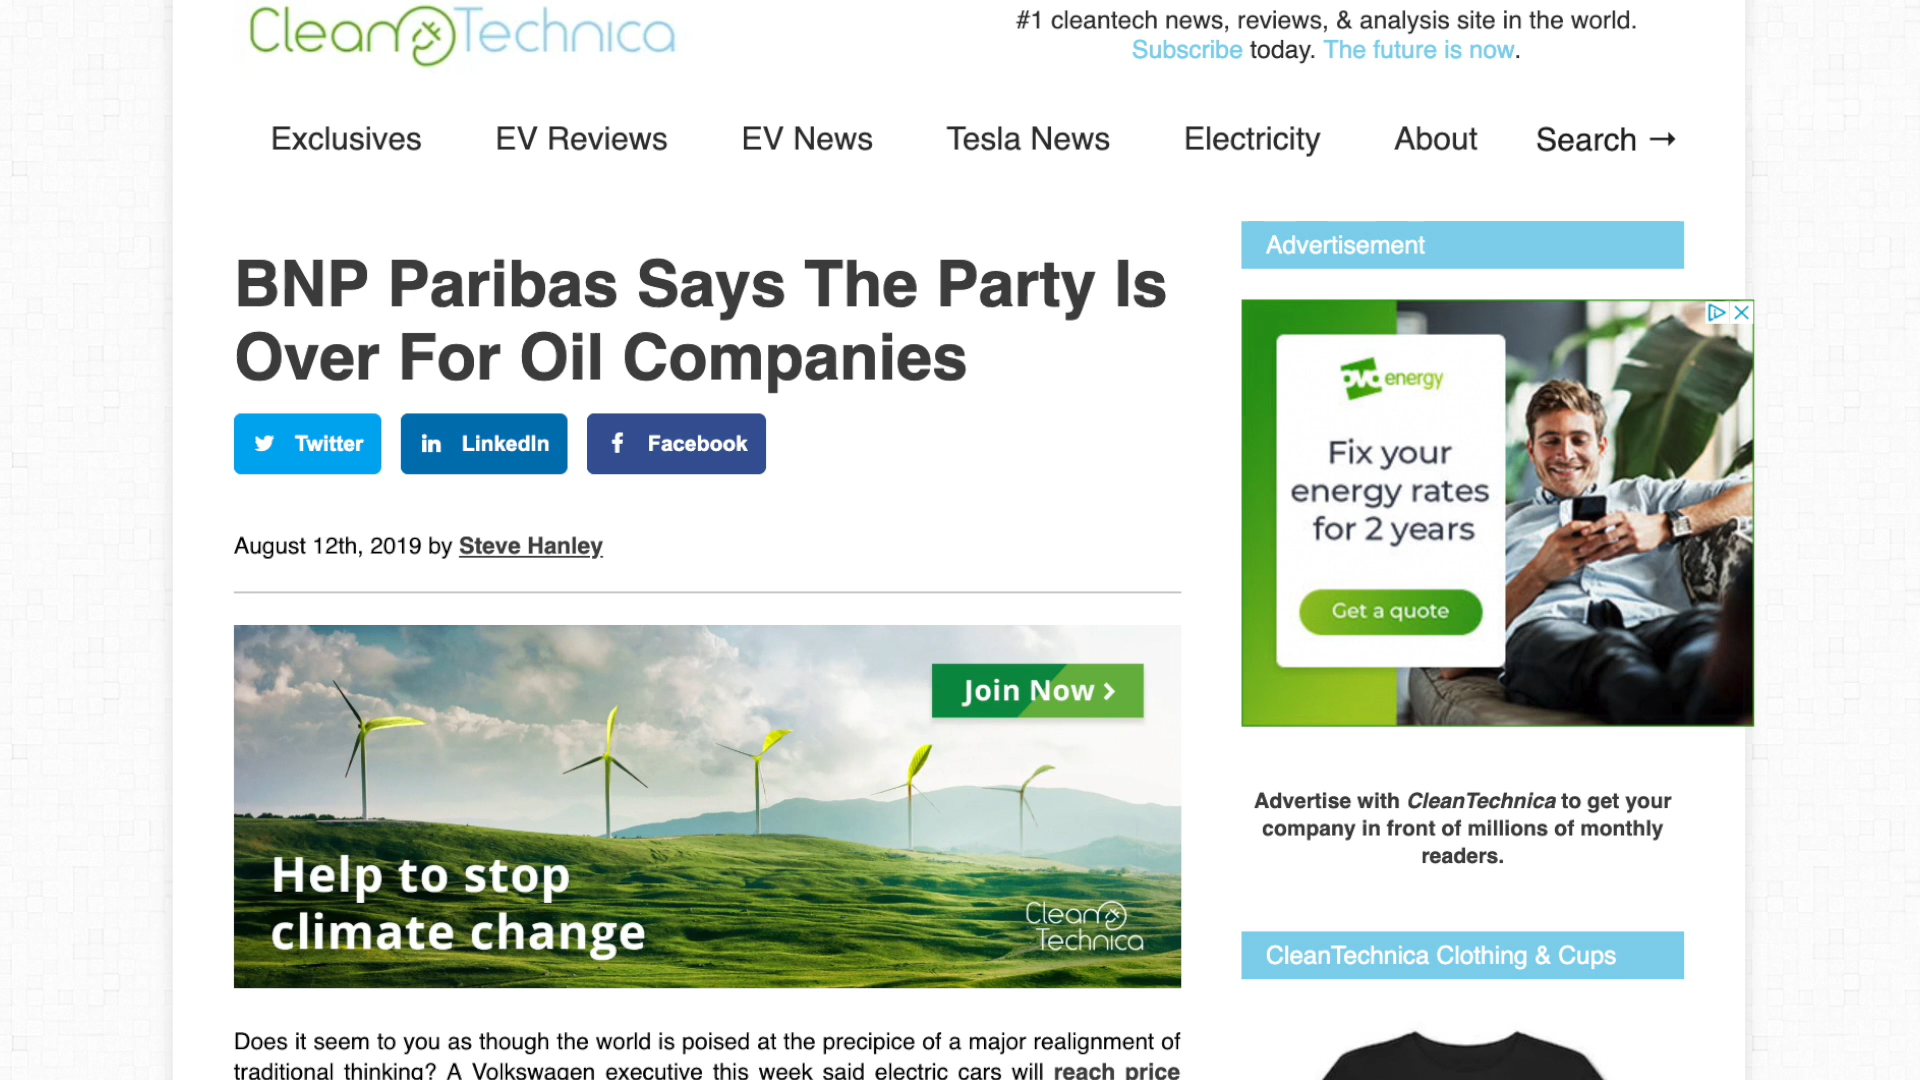 CleanTechnica
#1 cleantech news, reviews, & analysis site in the world.
Subscribe today. The future is now.
Exclusives
EV Reviews
EV News
Tesla News
Electricity
About
Search →
BNP Paribas Says The Party Is
Over For Oil Companies
Twitter
LinkedIn
Facebook
August 12th, 2019 by Steve Hanley
Join Now >
Help to stop
climate change
Clean
Technica
Does it seem to you as though the world is poised at the precipice of a major realignment of
traditional thinking? A Volkswagen executive this week said electric cars will reach price
Advertisement
ovo energy
Fix your
energy rates
for 2 years
Get a quote
Advertise with CleanTechnica to get your
company in front of millions of monthly
readers.
CleanTechnica Clothing & Cups